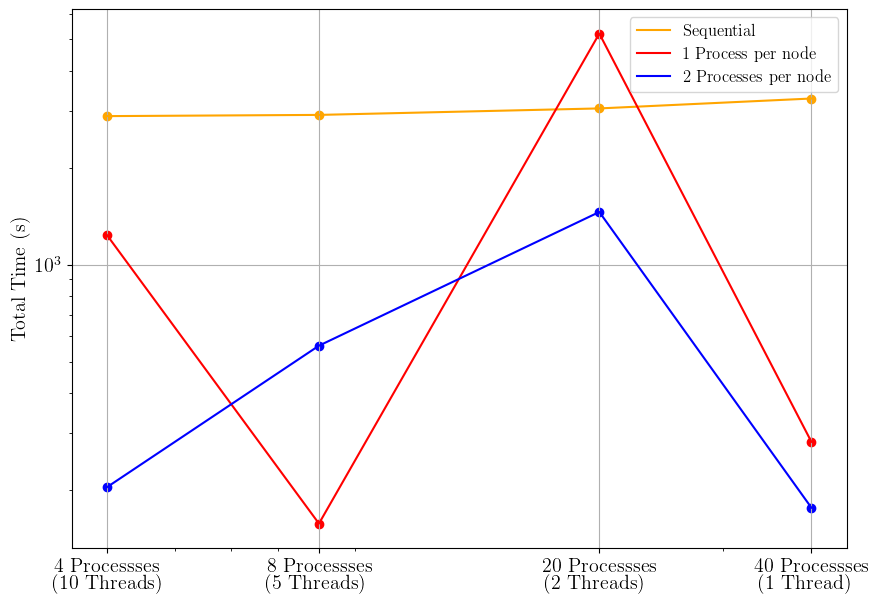 Sequential
1 Process per node
2 Processes per node
Total Time (s)
10³
4 Processses
(10 Threads)
8 Processses
(5 Threads)
20 Processses
(2 Threads)
40 Processses
(1 Thread)